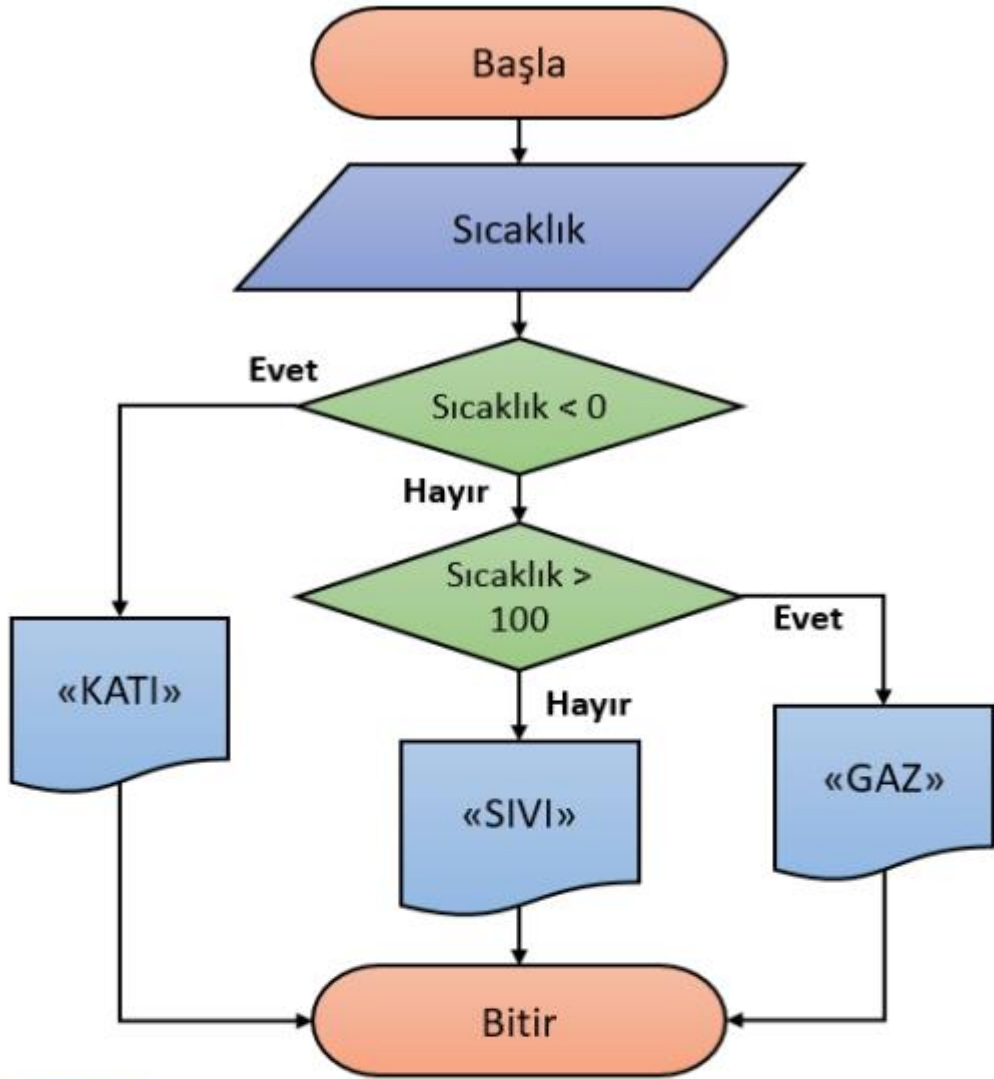 Başla
Sıcaklık
Evet
Sıcaklık < 0
Hayır
Sıcaklık >
100
Evet
«KATI»
Hayır
«SIVI»
«GAZ»
Bitir